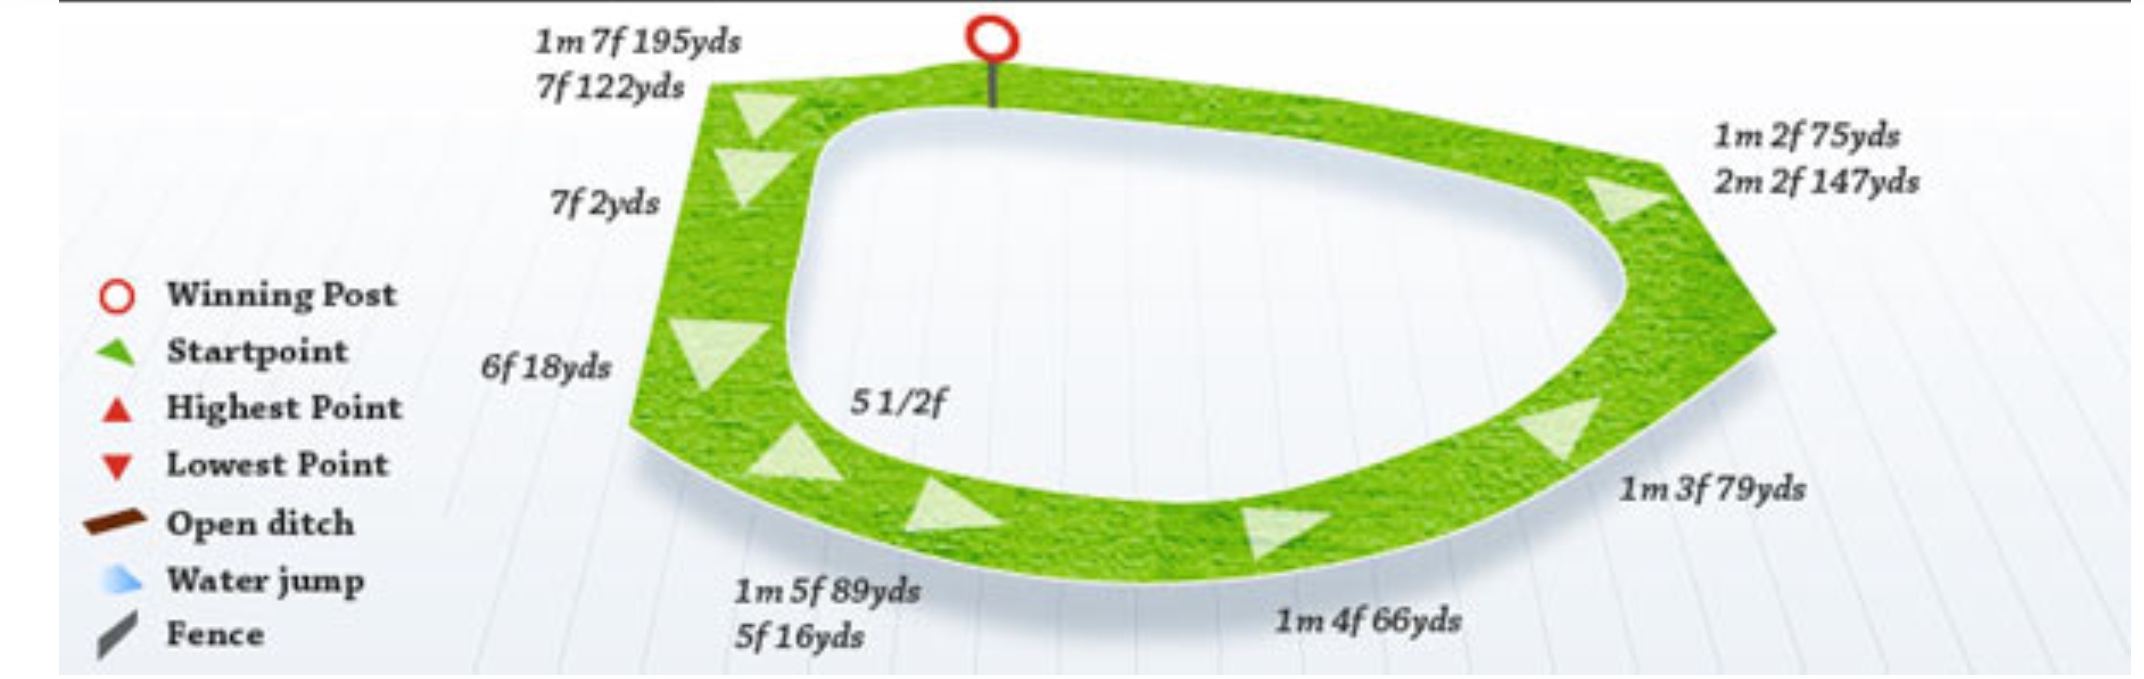 1m 7f 195yds
7f 122yds
1m 2f 75yds
2m 2f 147yds
7f 2yds
Winning Post
Startpoint
6f 18yds
5 1/2f
Highest Point
Lowest Point
1m 3f 79yds
Open ditch
Water jump
1m 5f 89yds
5f 16yds
1m 4f 66yds
Fence